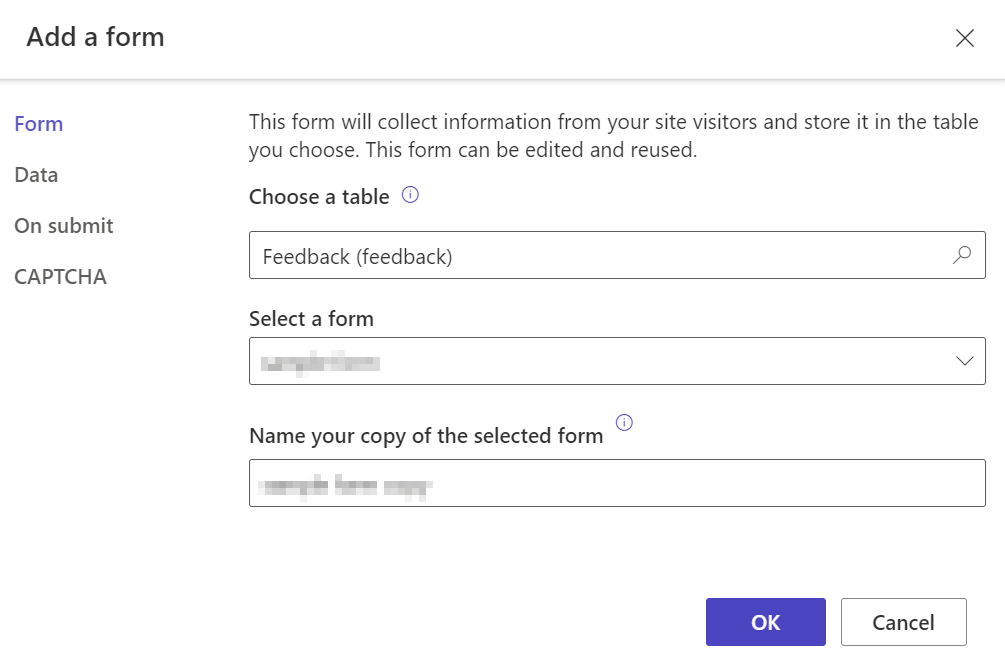 Add a form
Form
Data
On submit
CAPTCHA
This form will collect information from your site visitors and store it in the table
you choose. This form can be edited and reused.
Choose a table
Feedback (feedback)
Select a form
Name your copy of the selected form
OK
Cancel